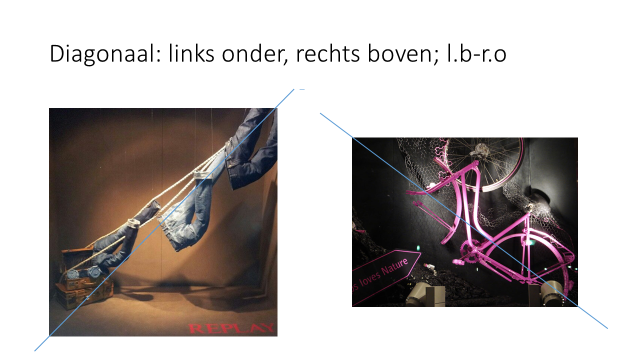 Diagonaal: links onder, rechts boven; l.b-r.o
REPLAY
s loves Nature